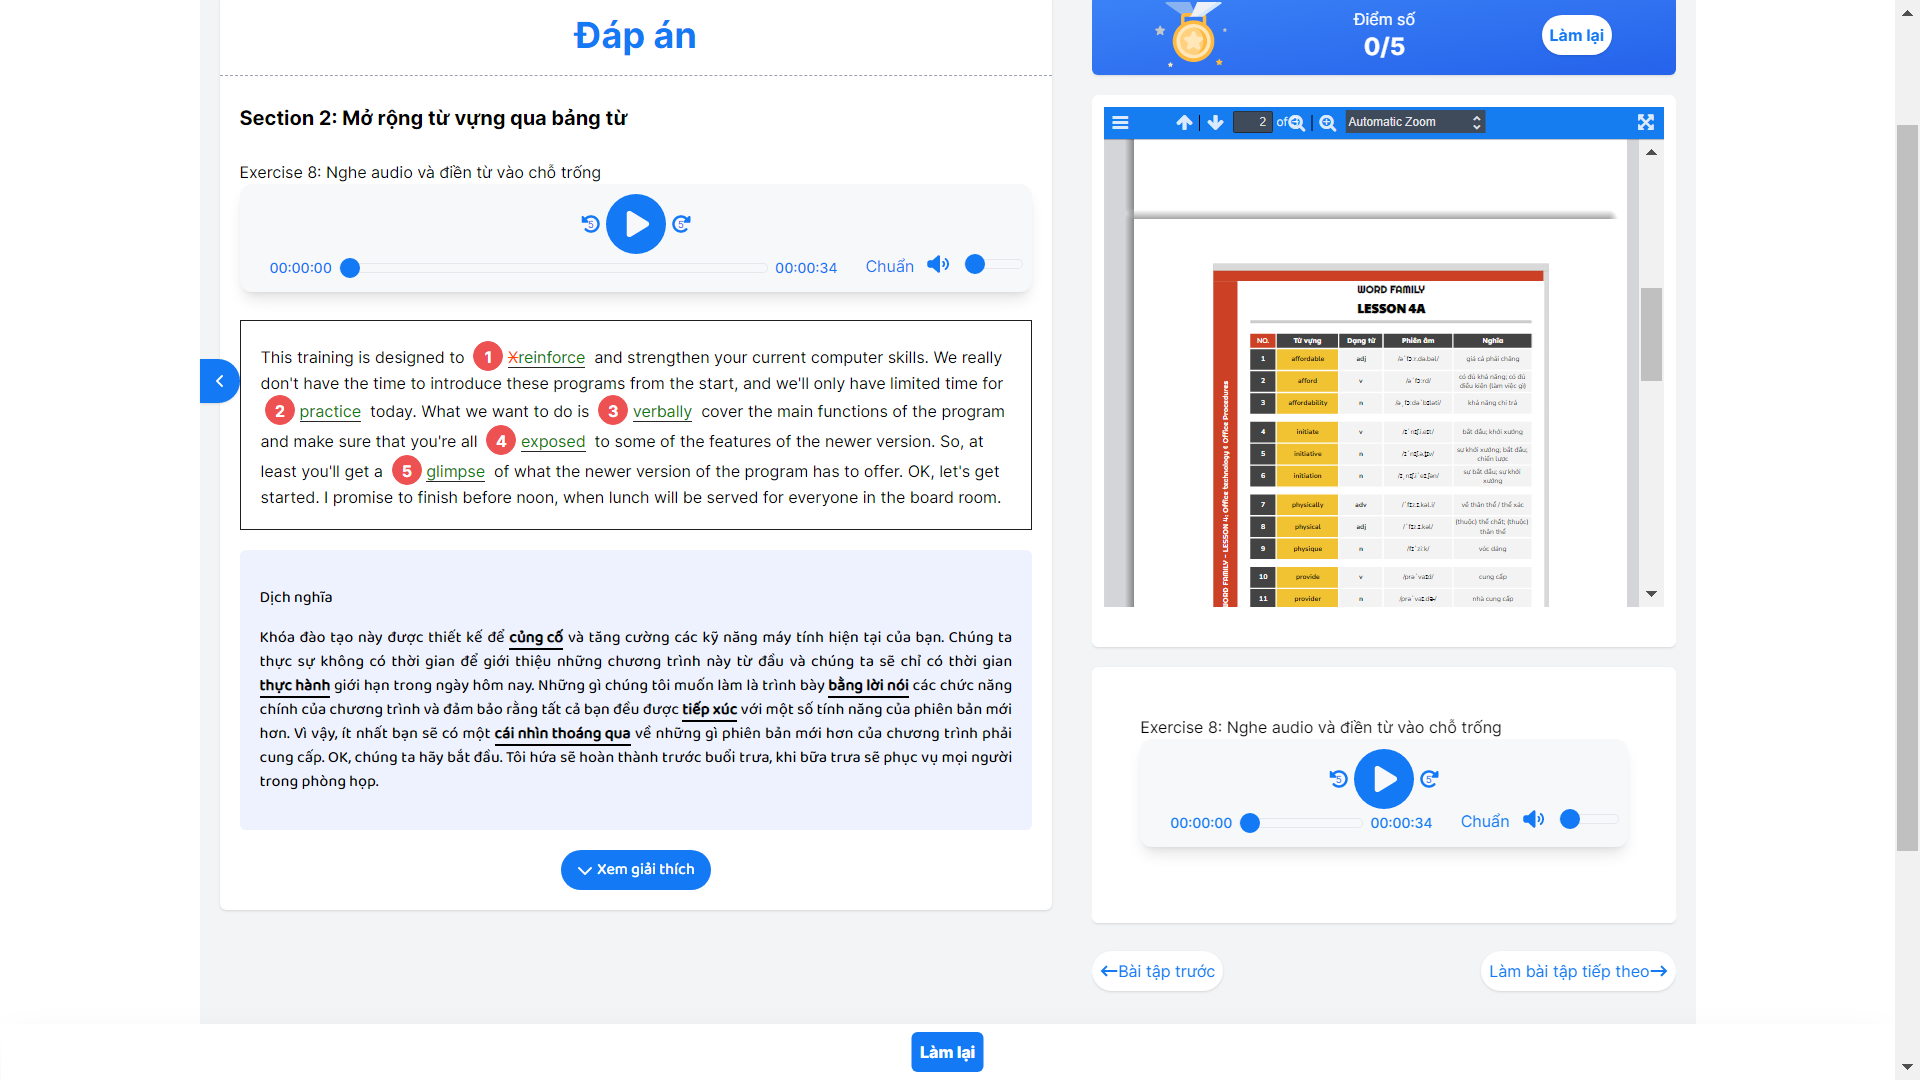 Đáp án
Section 2: Mở rộng từ vựng qua bảng từ
Exercise 8: Nghe audio và điền từ vào chỗ trống
5
5
00:00:00
00:00:34
Chuẩn
This training is designed to 1 Xreinforce and strengthen your current computer skills. We really
don't have the time to introduce these programs from the start, and we'll only have limited time for
2 practice today. What we want to do is 3 verbally cover the main functions of the program
and make sure that you're all 4 exposed to some of the features of the newer version. So, at
least you'll get a 5 glimpse of what the newer version of the program has to offer. OK, let's get
started. I promise to finish before noon, when lunch will be served for everyone in the board room.
Dịch nghĩa
Khóa đào tạo này được thiết kế để củng cố và tăng cường các kỹ năng máy tính hiện tại của bạn. Chúng ta
thực sự không có thời gian để giới thiệu những chương trình này từ đầu và chúng ta sẽ chỉ có thời gian
thực hành giới hạn trong ngày hôm nay. Những gì chúng tôi muốn làm là trình bày bằng lời nói các chức năng
chính của chương trình và đảm bảo rằng tất cả bạn đều được tiếp xúc với một số tính năng của phiên bản mới
hơn. Vì vậy, ít nhất bạn sẽ có một cái nhìn thoáng qua về những gì phiên bản mới hơn của chương trình phải
cung cấp. OK, chúng ta hãy bắt đầu. Tôi hứa sẽ hoàn thành trước buổi trưa, khi bữa trưa sẽ phục vụ mọi người
trong phòng họp.
Xem giải thích
Điểm số
0/5
Làm lại
2 of
Automatic Zoom
WORD FAMILY
LESSON 4A
WORD FAMILY - LESSON 4: Office technology & Office Procedures
NO. Từ vựng Dạng từ Phiên âm Nghĩa
1 affordable adj giá cả phải chăng
2 afford v có đủ khả năng; có đủ
điều kiện (làm việc gì)
3 affordability n khả năng chi trả
4 initiate v bắt đầu; khởi xướng
5 initiative n sự khởi xướng; bắt đầu;
chiến lược
6 initiation n sự bắt đầu; sự khởi
xướng
7 physically adv về thân thể / thể xác
8 physical adj (thuộc) thể chất; (thuộc)
thân thể
9 physique n vóc dáng
10 provide v cung cấp
11 provider n nhà cung cấp
Exercise 8: Nghe audio và điền từ vào chỗ trống
5
5
00:00:00
00:00:34
Chuẩn
Bài tập trước
Làm bài tập tiếp theo
Làm lại